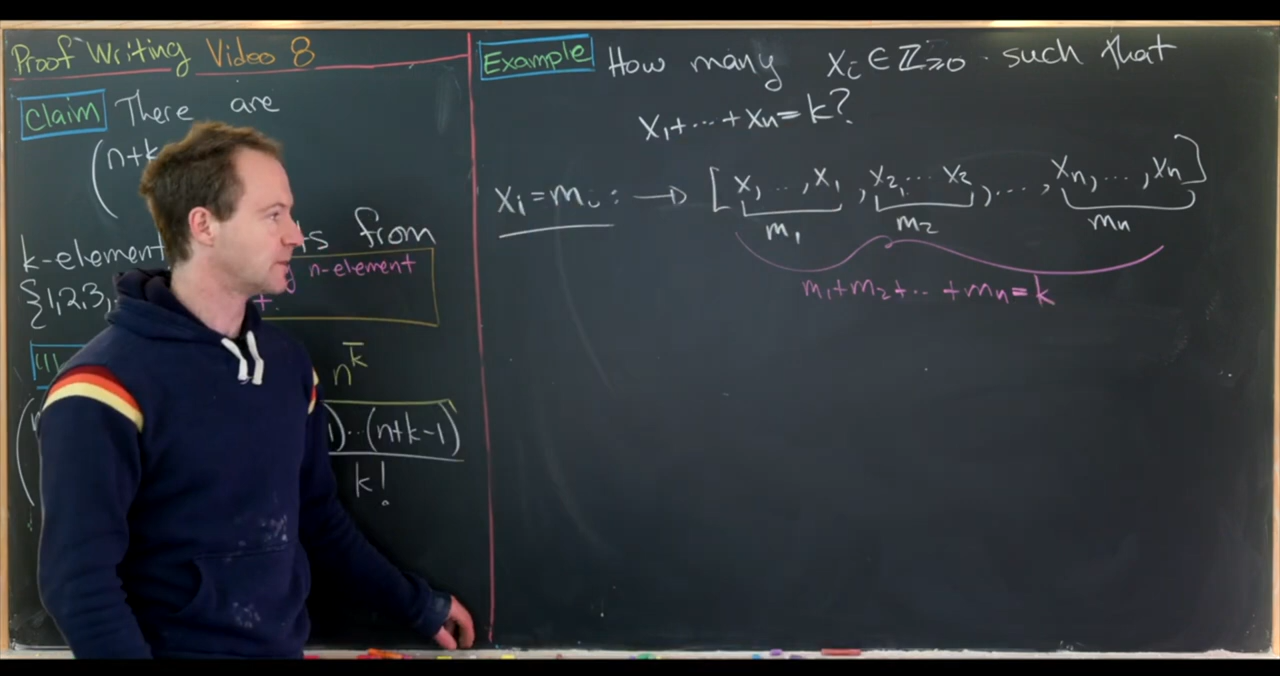 Proof Writing Video 8
Claim There are
(n+k
k-element s from
{1,2,3, n-element
t.
(1) n^k̅
)...(n+k-1)
k!
Example How many xᵢ ∈ ℤ≥0 such that
x₁+...+xₙ=k?
xᵢ=mᵢ: → [x₁...,x₁, x₂,...x₂, ...., xₙ,...,xₙ]
m₁ m₂ mₙ
m₁+m₂+...+mₙ=k